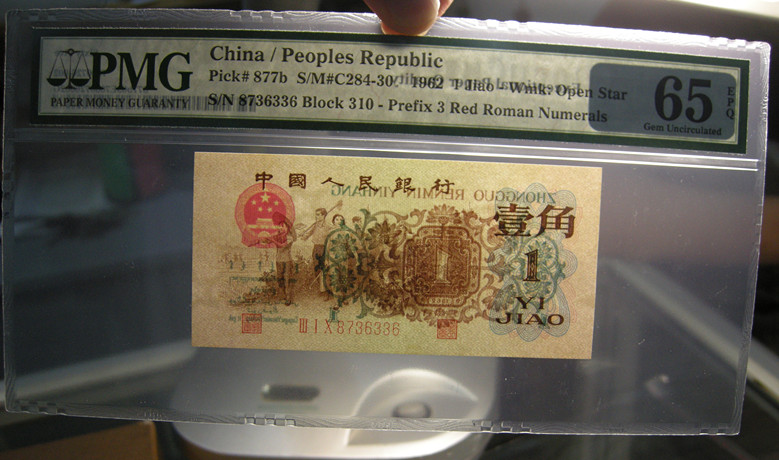 PMG
PAPER MONEY GUARANTY
China / Peoples Republic
Pick# 877b S/M#C284-30. 1962 1 Jiao - Wmk: Open Star
S/N 8736336 Block 310 - Prefix 3 Red Roman Numerals
65
EPQ
Gem Uncirculated
中國人民銀行
ZHONGGUO RENMIN YINHANG
壹角
1
1
YI
JIAO
III I X 8736336